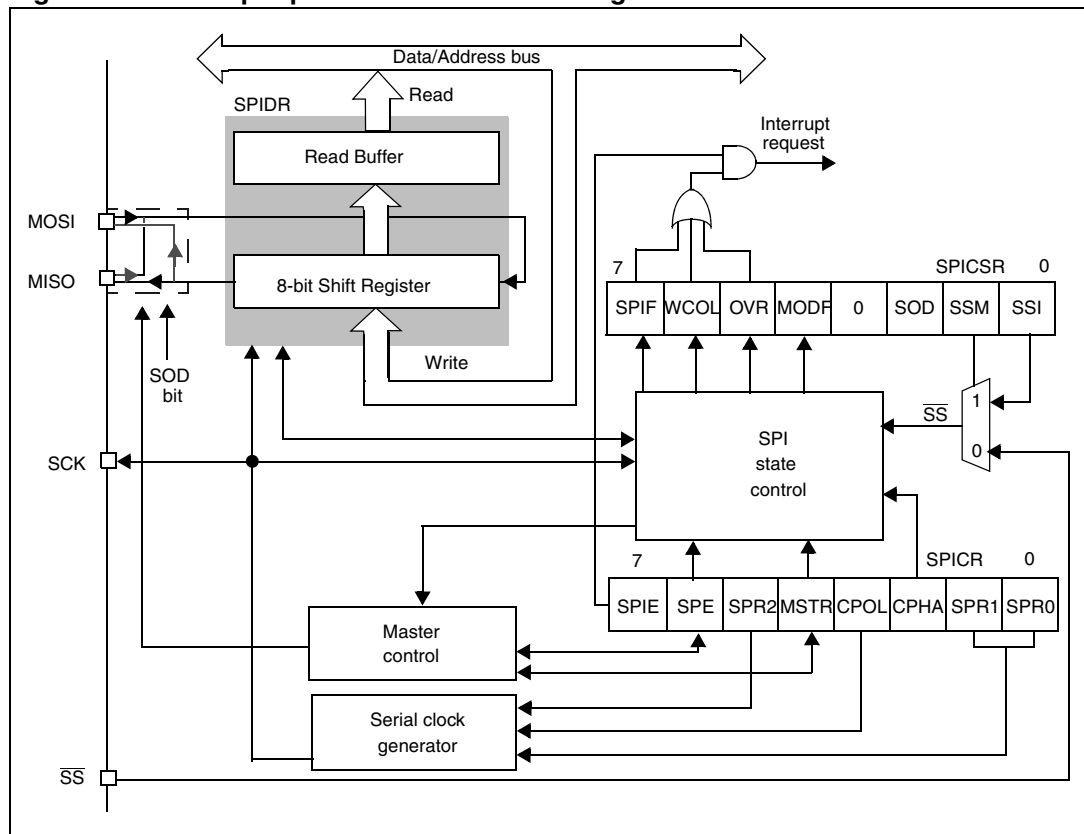 Data/Address bus
SPIDR
Read
Read Buffer
Interrupt
request
MOSI
MISO
8-bit Shift Register
7 SPICSR 0
SPIF WCOL OVR MODF 0 SOD SSM SSI
Write
SOD
bit
SS
1
0
SCK
SPI
state
control
7 SPICR 0
SPIE SPE SPR2 MSTR CPOL CPHA SPR1 SPR0
Master
control
Serial clock
generator
SS